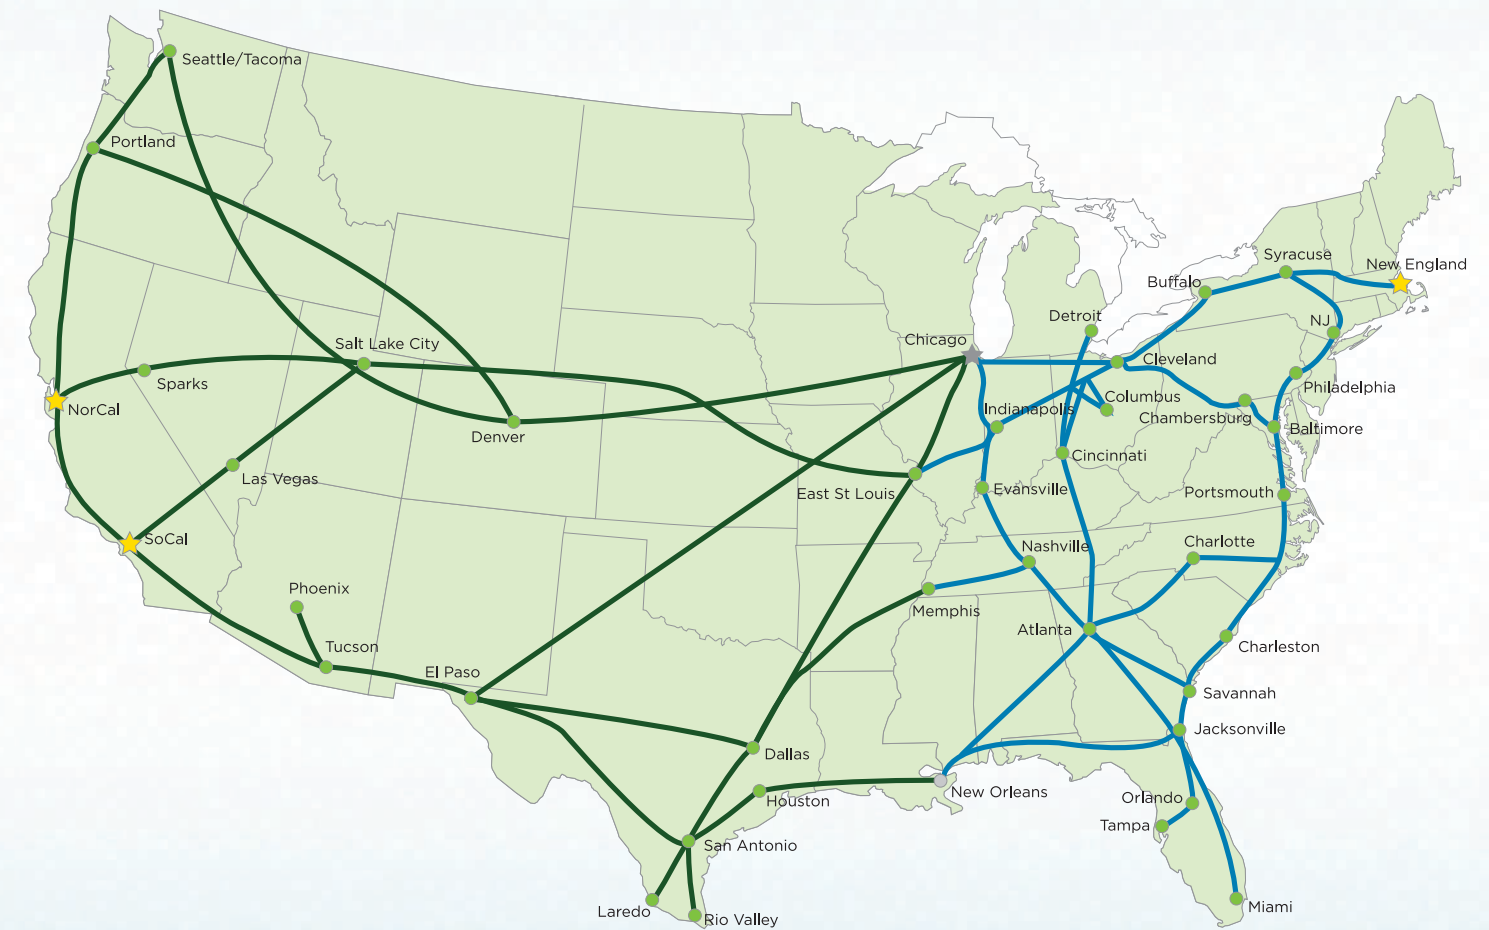 Seattle/Tacoma
Portland
Syracuse
New England
Buffalo
Detroit
NJ
Chicago
Salt Lake City
Cleveland
Sparks
Philadelphia
NorCal
Columbus
Indianapolis
Chambersburg
Baltimore
Denver
Cincinnati
Las Vegas
East St Louis
Evansville
Portsmouth
SoCal
Nashville
Charlotte
Phoenix
Memphis
Atlanta
Tucson
Charleston
El Paso
Savannah
Jacksonville
Dallas
New Orleans
Orlando
Houston
Tampa
San Antonio
Miami
Laredo
Rio Valley